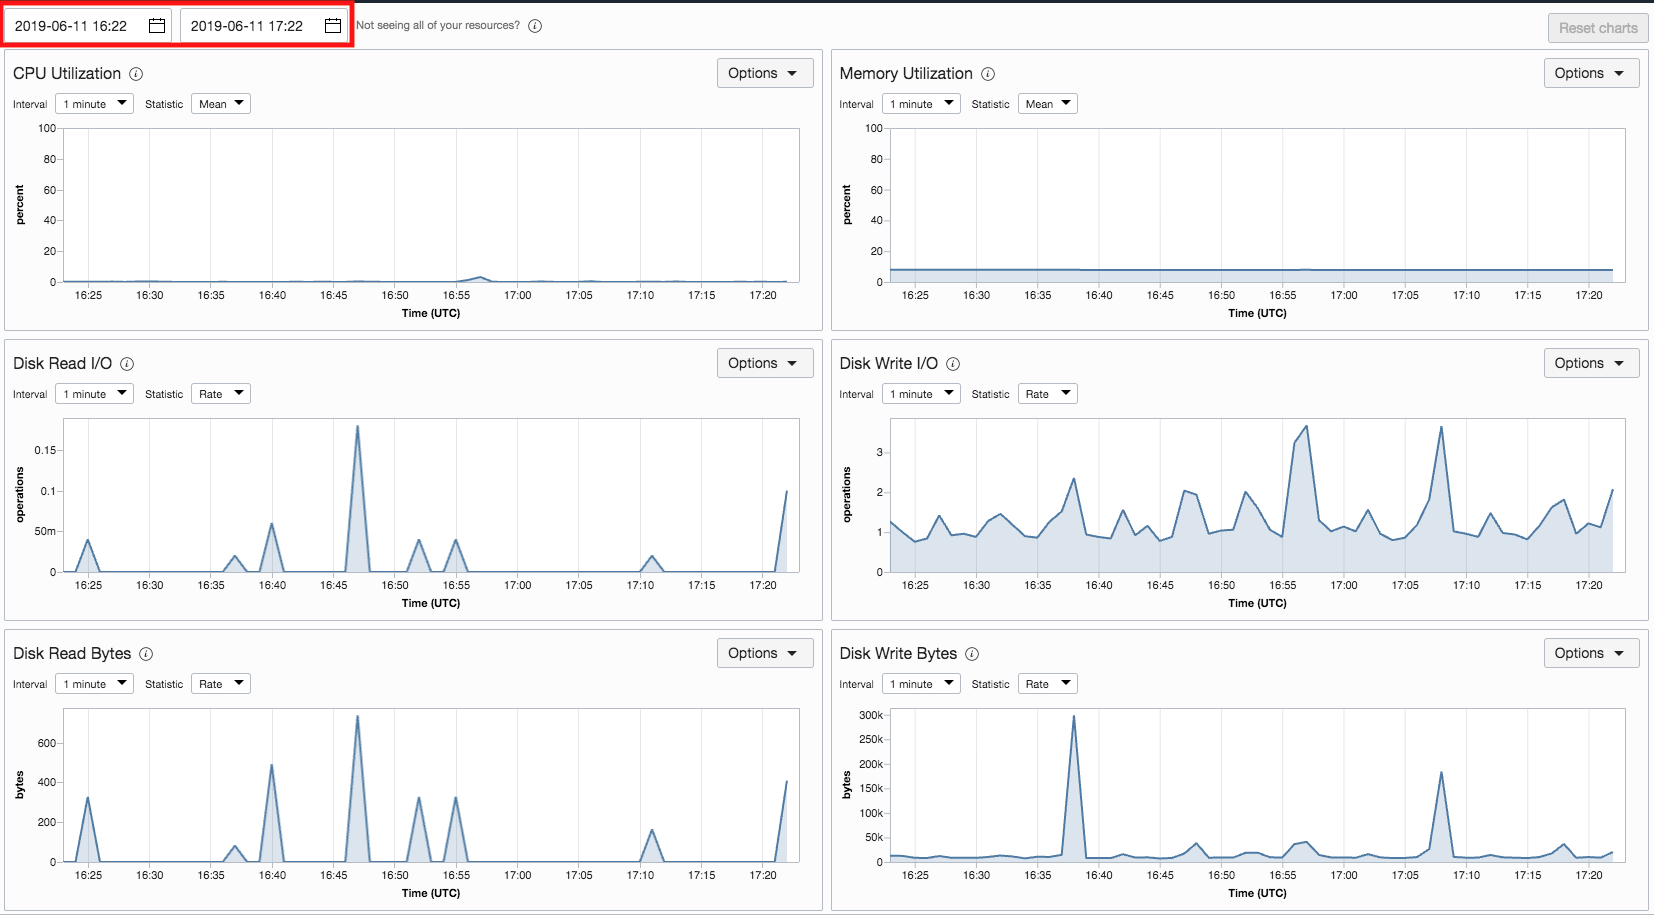 2019-06-11 16:22 2019-06-11 17:22 Not seeing all of your resources? i Reset charts
CPU Utilization i Options
Interval 1 minute Statistic Mean
100
80
60
40
20
0
percent
16:25 16:30 16:35 16:40 16:45 16:50 16:55 17:00 17:05 17:10 17:15 17:20
Time (UTC)
Memory Utilization i Options
Interval 1 minute Statistic Mean
100
80
60
40
20
0
percent
16:25 16:30 16:35 16:40 16:45 16:50 16:55 17:00 17:05 17:10 17:15 17:20
Time (UTC)
Disk Read I/O i Options
Interval 1 minute Statistic Rate
0.15
0.1
50m
0
operations
16:25 16:30 16:35 16:40 16:45 16:50 16:55 17:00 17:05 17:10 17:15 17:20
Time (UTC)
Disk Write I/O i Options
Interval 1 minute Statistic Rate
3
2
1
0
operations
16:25 16:30 16:35 16:40 16:45 16:50 16:55 17:00 17:05 17:10 17:15 17:20
Time (UTC)
Disk Read Bytes i Options
Interval 1 minute Statistic Rate
600
400
200
0
bytes
16:25 16:30 16:35 16:40 16:45 16:50 16:55 17:00 17:05 17:10 17:15 17:20
Time (UTC)
Disk Write Bytes i Options
Interval 1 minute Statistic Rate
300k
250k
200k
150k
100k
50k
0
bytes
16:25 16:30 16:35 16:40 16:45 16:50 16:55 17:00 17:05 17:10 17:15 17:20
Time (UTC)